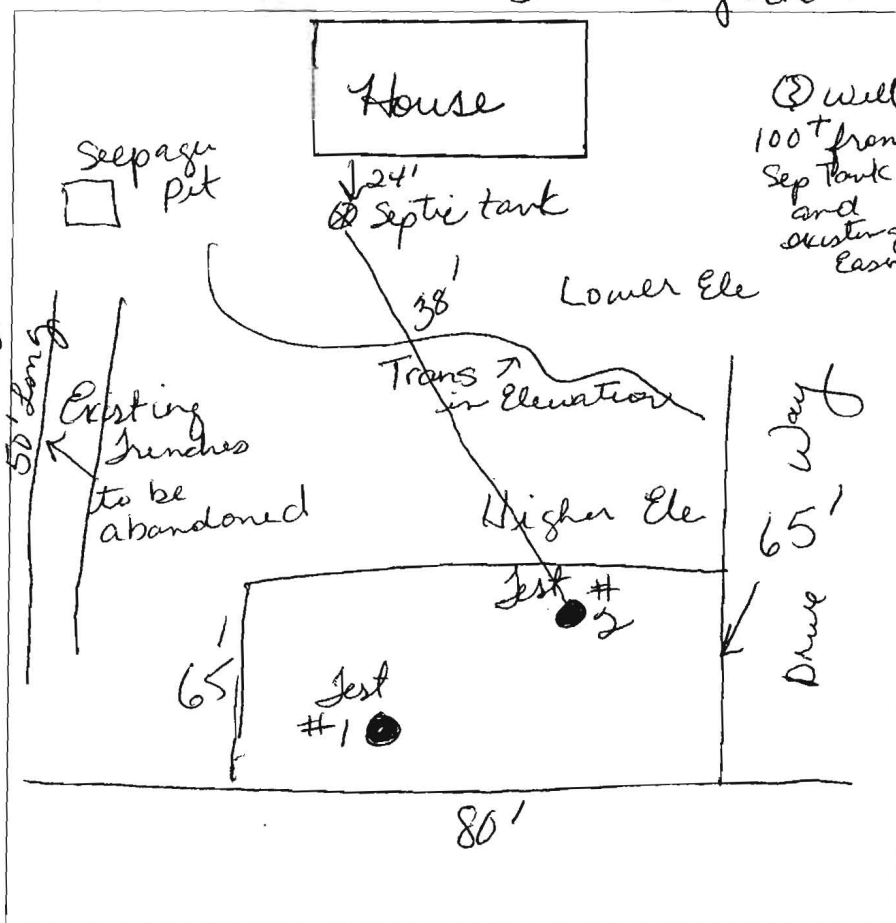 House
Seepage
Pit
24'
Septic tank
Well
100+ from
Sep Tank
and
existing
38'
Lower Ele
Trans
in Elevation
50' Long
Existing
Trenches
to be
abandoned
Higher Ele
Drive Way
65'
Test #
2
65'
Test
#1
80'